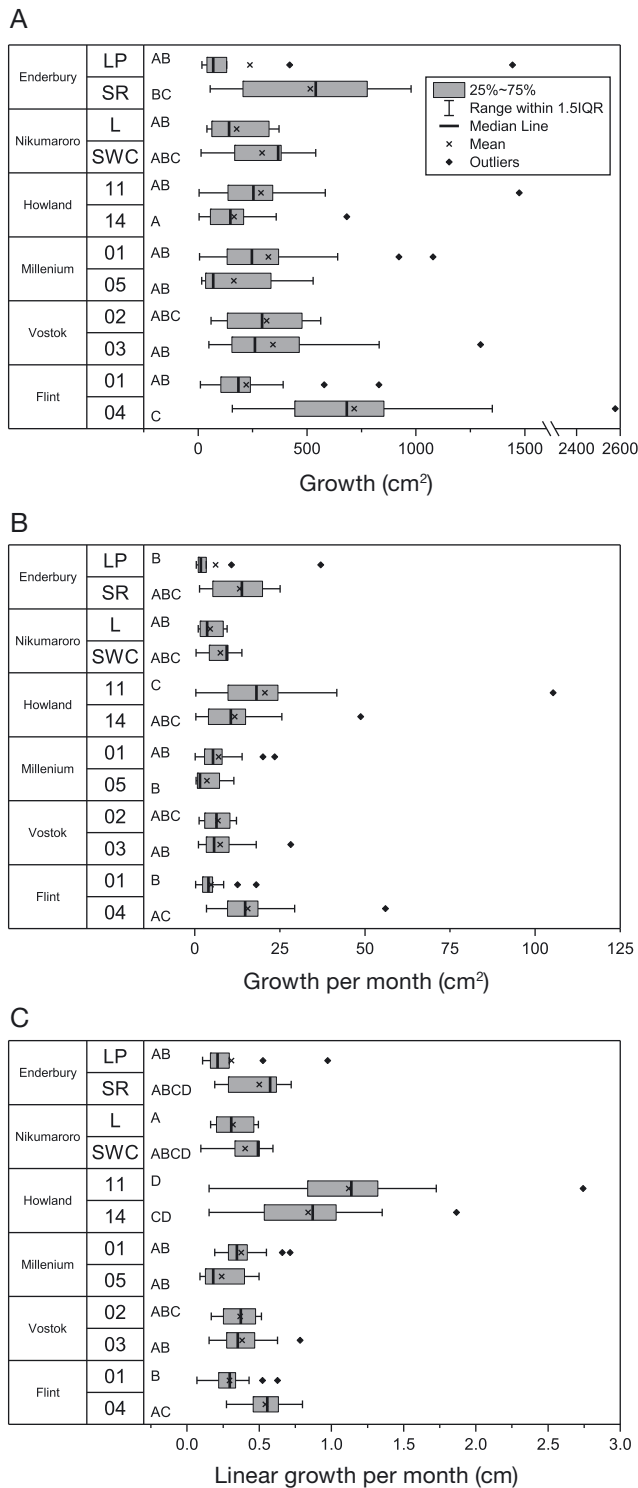 A
Enderbury
LP
AB
SR
BC
Nikumaroro
L
AB
SWC
ABC
Howland
11
AB
14
A
Millenium
01
AB
05
AB
Vostok
02
ABC
03
AB
Flint
01
AB
04
C
25%~75%
Range within 1.5IQR
Median Line
Mean
Outliers
0 500 1000 1500 2400 2600
Growth (cm²)
B
Enderbury
LP
B
SR
ABC
Nikumaroro
L
AB
SWC
ABC
Howland
11
C
14
ABC
Millenium
01
AB
05
B
Vostok
02
ABC
03
AB
Flint
01
B
04
AC
0 25 50 75 100 125
Growth per month (cm²)
C
Enderbury
LP
AB
SR
ABCD
Nikumaroro
L
A
SWC
ABCD
Howland
11
D
14
CD
Millenium
01
AB
05
AB
Vostok
02
ABC
03
AB
Flint
01
B
04
AC
0.0 0.5 1.0 1.5 2.0 2.5 3.0
Linear growth per month (cm)